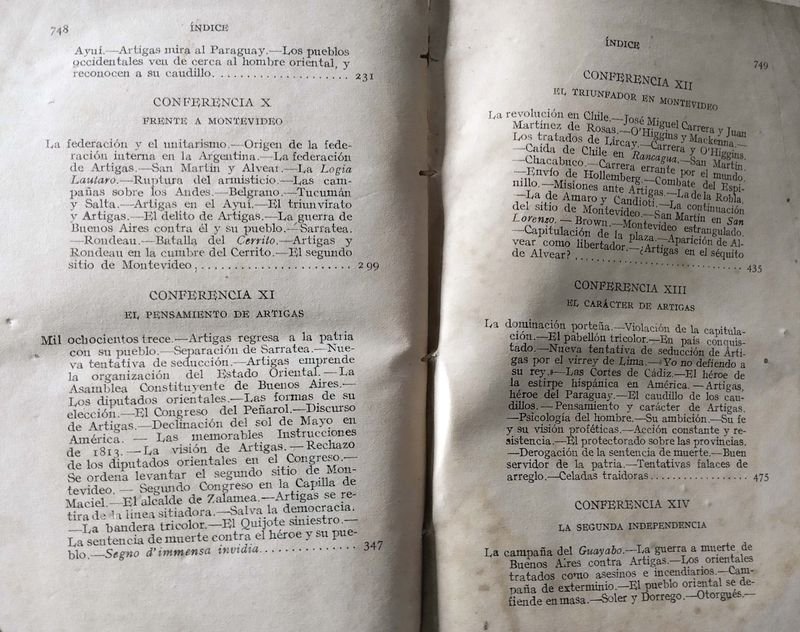 748
ÍNDICE
Ayuí.—Artigas mira al Paraguay.—Los pueblos
occidentales ven de cerca al hombre oriental, y
reconocen a su caudillo. . . . . . . . . . . . . . . . . . . . . 231
CONFERENCIA X
FRENTE A MONTEVIDEO
La federación y el unitarismo.—Origen de la fede-
ración interna en la Argentina.—La federación
de Artigas.—San Martín y Alvear.—La Logia
Lautaro.—Ruptura del armisticio.—Las cam-
pañas sobre los Andes.—Belgrano.—Tucumán
y Salta.—Artigas en el Ayuí.—El triunvirato
y Artigas.—El delito de Artigas.—La guerra de
Buenos Aires contra él y su pueblo.—Sarratea.
—Rondeau.—Batalla del Cerrito.—Artigas y
Rondeau en la cumbre del Cerrito.—El segundo
sitio de Montevideo, . . . . . . . . . . . . . . . . . . . . . . . 299
CONFERENCIA XI
EL PENSAMIENTO DE ARTIGAS
Mil ochocientos trece.—Artigas regresa a la patria
con su pueblo.—Separación de Sarratea.—Nue-
va tentativa de seducción.—Artigas emprende
la organización del Estado Oriental.—La
Asamblea Constituyente de Buenos Aires.—
Los diputados orientales.—Las formas de su
elección.—El Congreso del Peñarol.—Discurso
de Artigas.—Declinación del sol de Mayo en
América. — Las memorables Instrucciones
de 1813.—La visión de Artigas.—Rechazo
de los diputados orientales en el Congreso.—
Se ordena levantar el segundo sitio de Mon-
tevideo. — Segundo Congreso en la Capilla de
Maciel.—El alcalde de Zalamea.—Artigas se re-
tira de la línea sitiadora.—Salva la democracia.
—La bandera tricolor.—El Quijote siniestro.—
La sentencia de muerte contra el héroe y su pue-
blo.—Segno d'immensa invidia. . . . . . . . . . . . . . . 347
ÍNDICE
749
CONFERENCIA XII
EL TRIUNFADOR EN MONTEVIDEO
La revolución en Chile.—José Miguel Carrera y Juan
Martínez de Rosas.—O'Higgins y Mackenna.—
Los tratados de Lircay.—Carrera y O'Higgins.
—Caída de Chile en Rancagua.—San Martín.
—Chacabuco.—Carrera errante por el mundo.
—Envío de Hollemberg.—Combate del Espi-
nillo.—Misiones ante Artigas.—La de la Robla.
—La de Amaro y Candioti.—La continuación
del sitio de Montevideo.—San Martín en San
Lorenzo. — Brown.—Montevideo estrangulado.
—Capitulación de la plaza.—Aparición de Al-
vear como libertador.—¿Artigas en el séquito
de Alvear? . . . . . . . . . . . . . . . . . . . . . . . . . . . . . 435
CONFERENCIA XIII
EL CARÁCTER DE ARTIGAS
La dominación porteña.—Violación de la capitula-
ción.—El pabellón tricolor.—En país conquis-
tado.—Nueva tentativa de seducción de Arti-
gas por el virrey de Lima.—«Yo no defiendo a
su rey.»—Las Cortes de Cádiz.—El héroe de
la estirpe hispánica en América.—Artigas,
héroe del Paraguay.—El caudillo de los cau-
dillos.—Pensamiento y carácter de Artigas.
—Psicología del hombre.—Su ambición.—Su fe
y su visión proféticas.—Acción constante y re-
sistencia.—El protectorado sobre las provincias.
—Derogación de la sentencia de muerte.—Buen
servidor de la patria.—Tentativas falaces de
arreglo.—Celadas traidoras. . . . . . . . . . . . . . . . . 475
CONFERENCIA XIV
LA SEGUNDA INDEPENDENCIA
La campaña del Guayabo.—La guerra a muerte de
Buenos Aires contra Artigas.—Los orientales
tratados como asesinos e incendiarios.—Cam-
paña de exterminio.—El pueblo oriental se de-
fiende en masa.—Soler y Dorrego.—Otorgués.—